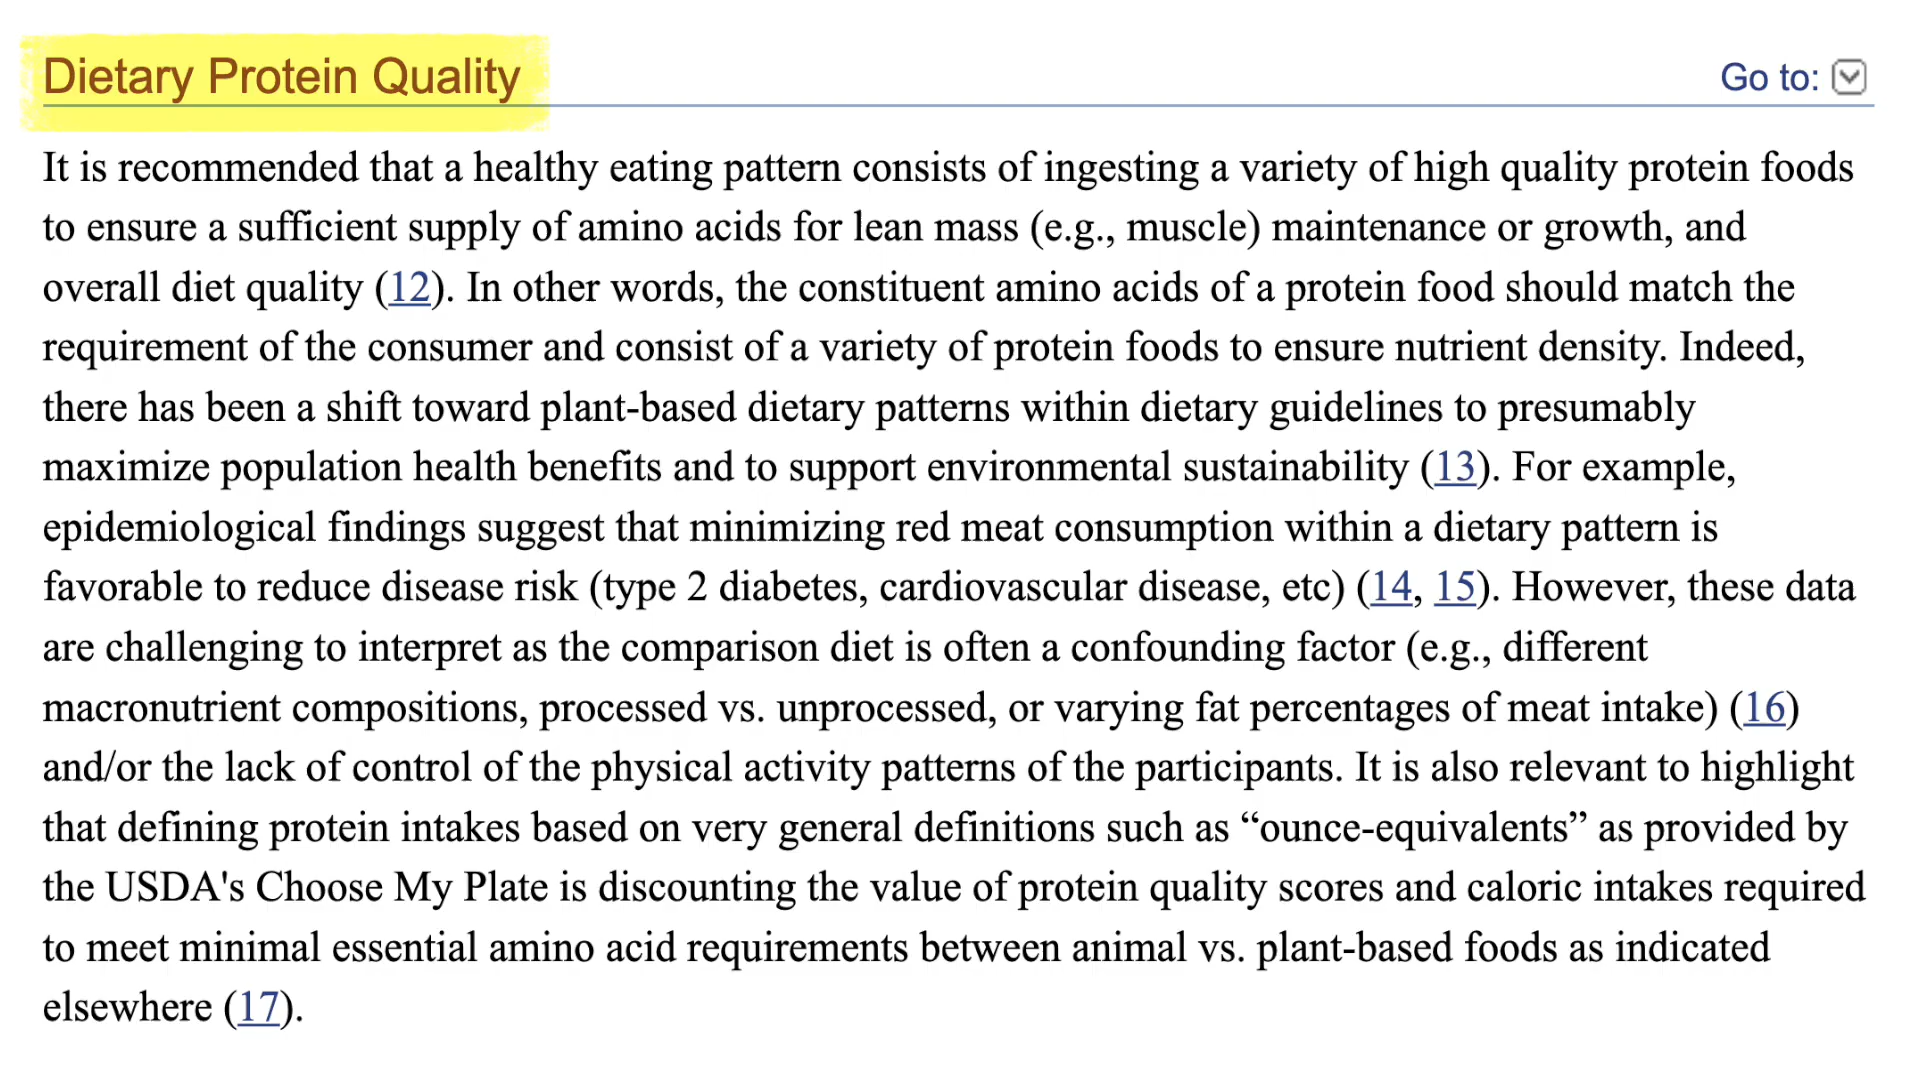 Dietary Protein Quality
Go to:
It is recommended that a healthy eating pattern consists of ingesting a variety of high quality protein foods
to ensure a sufficient supply of amino acids for lean mass (e.g., muscle) maintenance or growth, and
overall diet quality (12). In other words, the constituent amino acids of a protein food should match the
requirement of the consumer and consist of a variety of protein foods to ensure nutrient density. Indeed,
there has been a shift toward plant-based dietary patterns within dietary guidelines to presumably
maximize population health benefits and to support environmental sustainability (13). For example,
epidemiological findings suggest that minimizing red meat consumption within a dietary pattern is
favorable to reduce disease risk (type 2 diabetes, cardiovascular disease, etc) (14, 15). However, these data
are challenging to interpret as the comparison diet is often a confounding factor (e.g., different
macronutrient compositions, processed vs. unprocessed, or varying fat percentages of meat intake) (16)
and/or the lack of control of the physical activity patterns of the participants. It is also relevant to highlight
that defining protein intakes based on very general definitions such as “ounce-equivalents” as provided by
the USDA's Choose My Plate is discounting the value of protein quality scores and caloric intakes required
to meet minimal essential amino acid requirements between animal vs. plant-based foods as indicated
elsewhere (17).